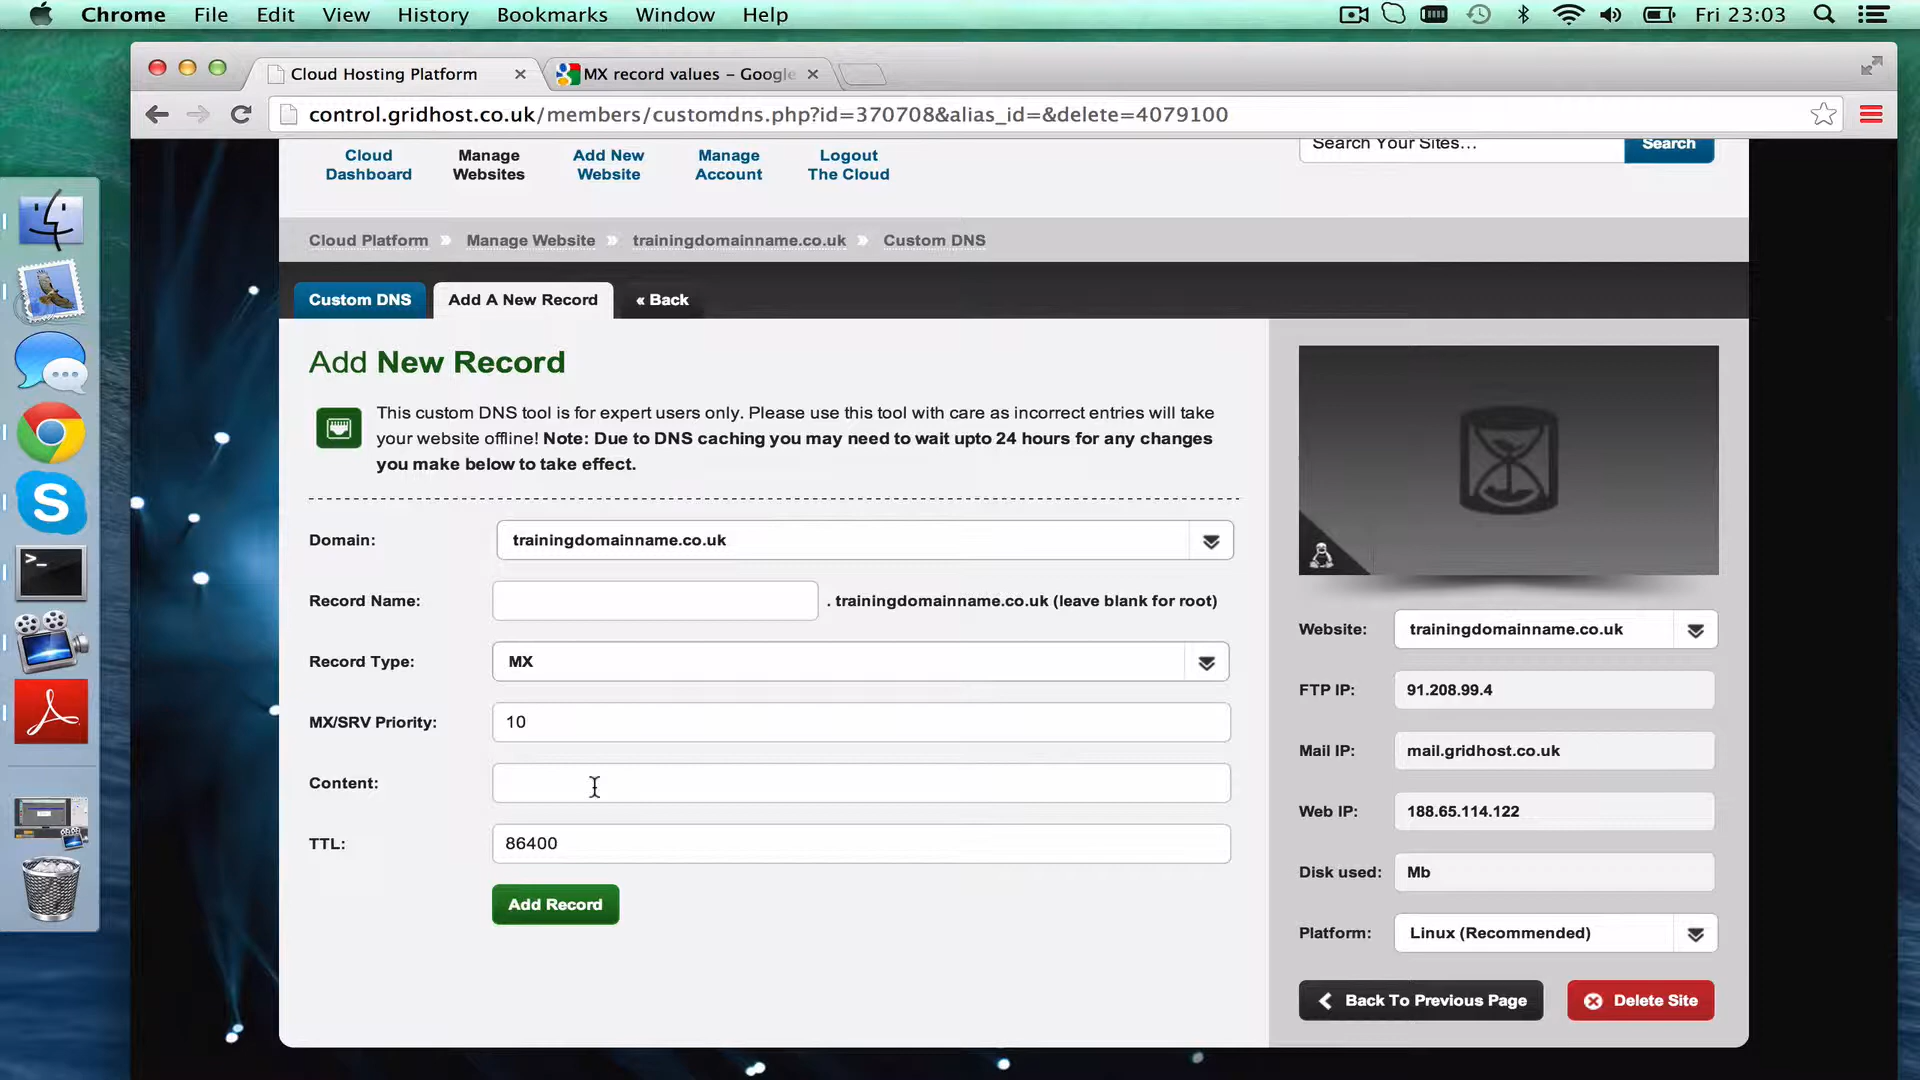 Chrome File Edit View History Bookmarks Window Help Fri 23:03
Cloud Hosting Platform
MX record values – Google
control.gridhost.co.uk/members/customdns.php?id=370708&alias_id=&delete=4079100
Cloud Dashboard
Manage Websites
Add New Website
Manage Account
Logout The Cloud
Search Your Sites...
Search
Cloud Platform
Manage Website
trainingdomainname.co.uk
Custom DNS
Custom DNS
Add A New Record
« Back
Add New Record
This custom DNS tool is for expert users only. Please use this tool with care as incorrect entries will take
your website offline! Note: Due to DNS caching you may need to wait upto 24 hours for any changes
you make below to take effect.
Domain: trainingdomainname.co.uk
Record Name: . trainingdomainname.co.uk (leave blank for root)
Record Type: MX
MX/SRV Priority: 10
Content:
TTL: 86400
Add Record
Website: trainingdomainname.co.uk
FTP IP: 91.208.99.4
Mail IP: mail.gridhost.co.uk
Web IP: 188.65.114.122
Disk used: Mb
Platform: Linux (Recommended)
Back To Previous Page
Delete Site